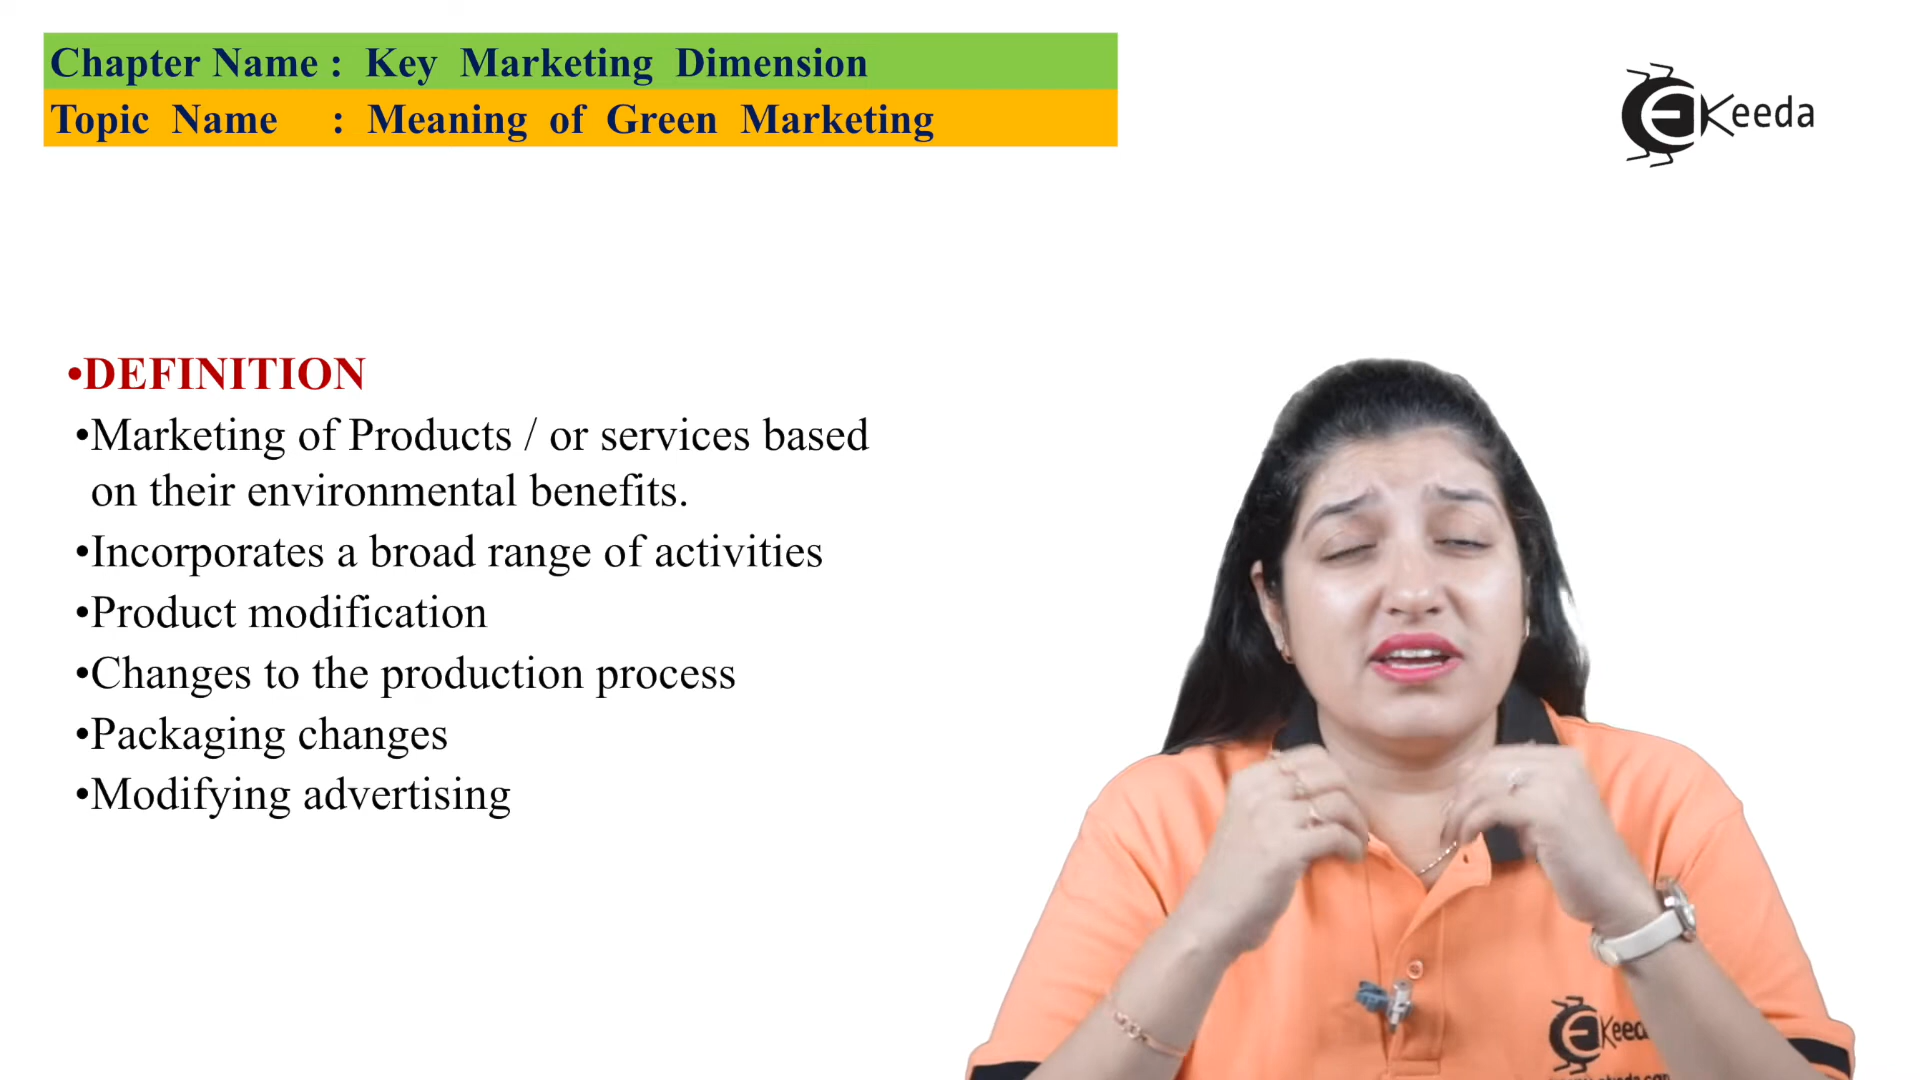 Chapter Name : Key Marketing Dimension
Topic Name : Meaning of Green Marketing
EKeeda
•DEFINITION
•Marketing of Products / or services based
on their environmental benefits.
•Incorporates a broad range of activities
•Product modification
•Changes to the production process
•Packaging changes
•Modifying advertising